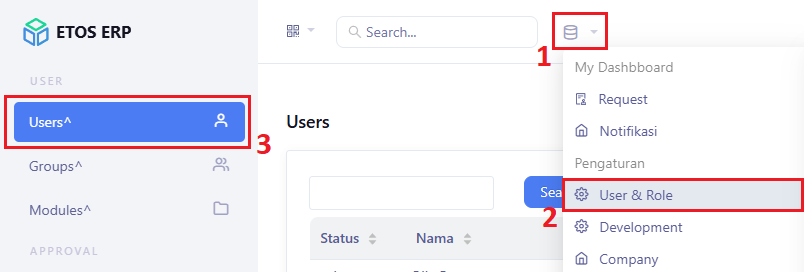 ETOS ERP
Search...
1
USER
Users^
3
Groups^
Modules^
APPROVAL
Users
Sea
Status
Nama
My Dashbboard
Request
Notifikasi
Pengaturan
2
User & Role
Development
Company